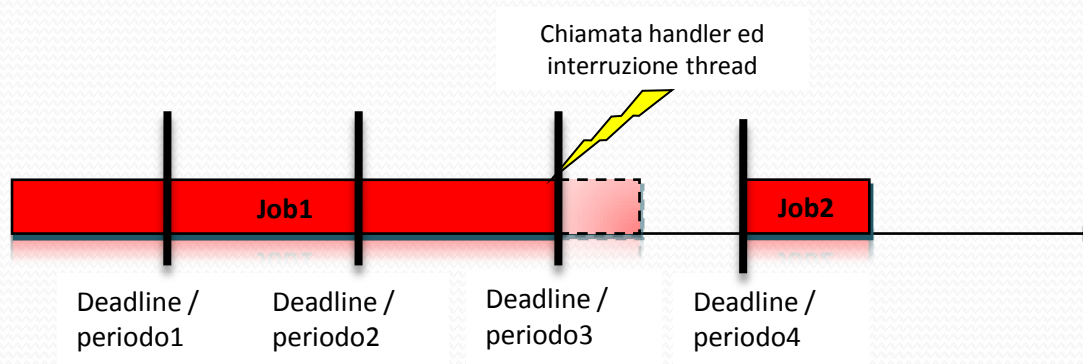 Chiamata handler ed
interruzione thread
Job1
Job2
Deadline /
periodo1
Deadline /
periodo2
Deadline /
periodo3
Deadline /
periodo4